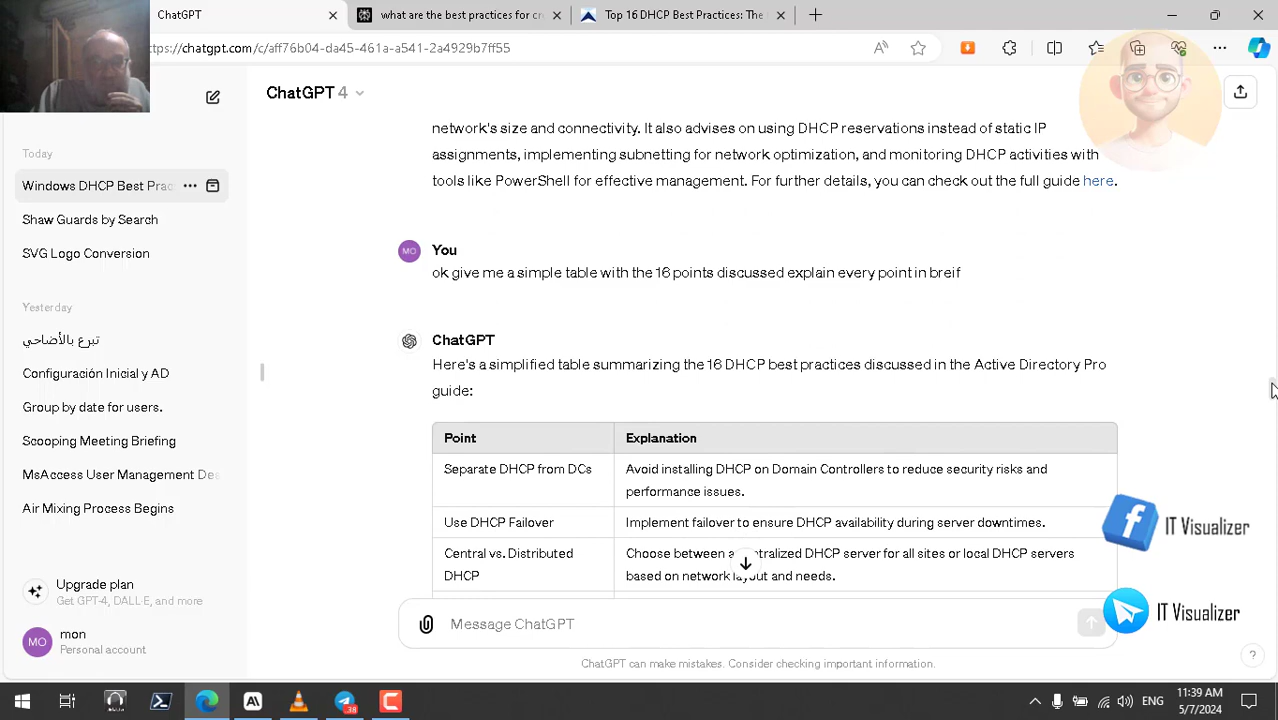 ChatGPT
what are the best practices for cr
Top 16 DHCP Best Practices: The
ttps://chatgpt.com/c/aff76b04-da45-461a-a541-2a4929b7ff55
ChatGPT 4
Today
Windows DHCP Best Prac
Shaw Guards by Search
SVG Logo Conversion
Yesterday
تبرع بالأضاحي
Configuración Inicial y AD
Group by date for users.
Scooping Meeting Briefing
MsAccess User Management Dea
Air Mixing Process Begins
Upgrade plan
Get GPT-4, DALL·E, and more
MO
mon
Personal account
network's size and connectivity. It also advises on using DHCP reservations instead of static IP
assignments, implementing subnetting for network optimization, and monitoring DHCP activities with
tools like PowerShell for effective management. For further details, you can check out the full guide here.
MO
You
ok give me a simple table with the 16 points discussed explain every point in breif
ChatGPT
Here's a simplified table summarizing the 16 DHCP best practices discussed in the Active Directory Pro
guide:
Point Explanation
Separate DHCP from DCs Avoid installing DHCP on Domain Controllers to reduce security risks and
performance issues.
Use DHCP Failover Implement failover to ensure DHCP availability during server downtimes.
Central vs. Distributed Choose between a centralized DHCP server for all sites or local DHCP servers
DHCP based on network layout and needs.
Message ChatGPT
ChatGPT can make mistakes. Consider checking important information.
?
IT Visualizer
IT Visualizer
38
ENG
11:39 AM
5/7/2024